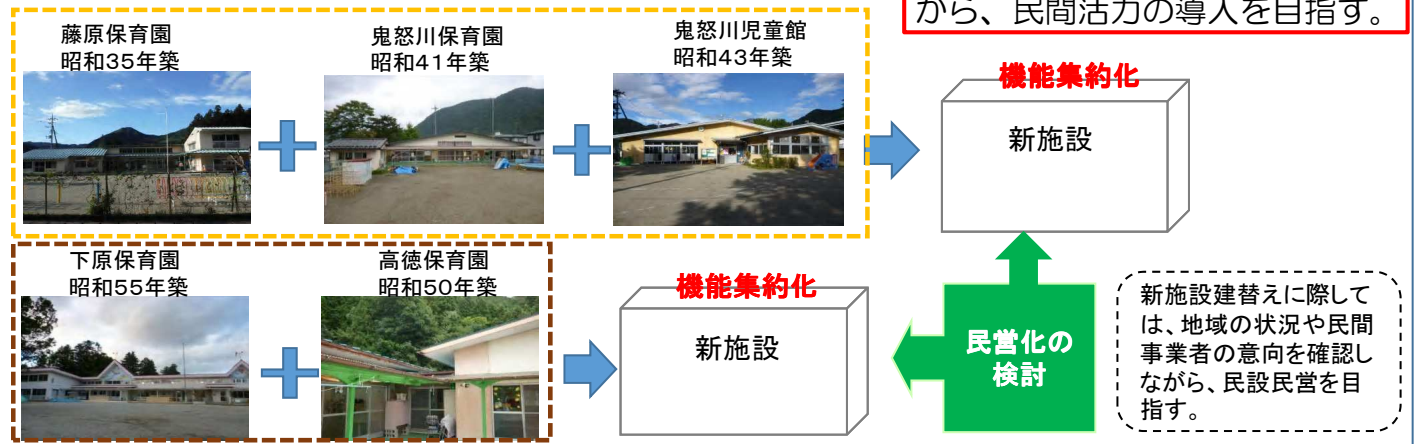 から、民間活力の導入を目指す。
藤原保育園
昭和35年築
鬼怒川保育園
昭和41年築
鬼怒川児童館
昭和43年築
機能集約化
新施設
下原保育園
昭和55年築
高徳保育園
昭和50年築
機能集約化
新施設
民営化の
検討
新施設建替えに際して
は、地域の状況や民間
事業者の意向を確認し
ながら、民設民営を目
指す。